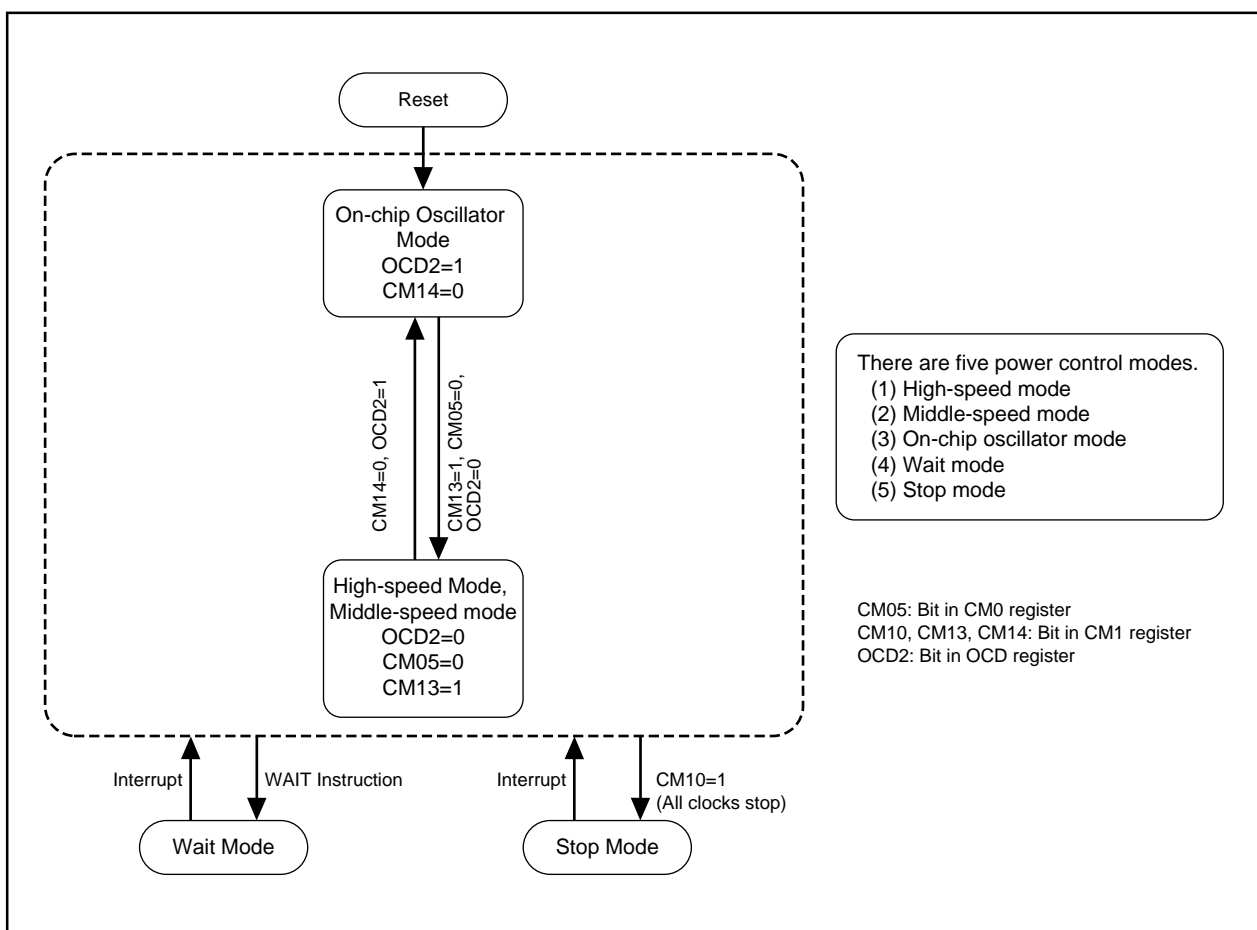 Reset
On-chip Oscillator
Mode
OCD2=1
CM14=0
CM14=0, OCD2=1
CM13=1, CM05=0,
OCD2=0
High-speed Mode,
Middle-speed mode
OCD2=0
CM05=0
CM13=1
There are five power control modes.
(1) High-speed mode
(2) Middle-speed mode
(3) On-chip oscillator mode
(4) Wait mode
(5) Stop mode
CM05: Bit in CM0 register
CM10, CM13, CM14: Bit in CM1 register
OCD2: Bit in OCD register
Interrupt
WAIT Instruction
Interrupt
CM10=1
(All clocks stop)
Wait Mode
Stop Mode